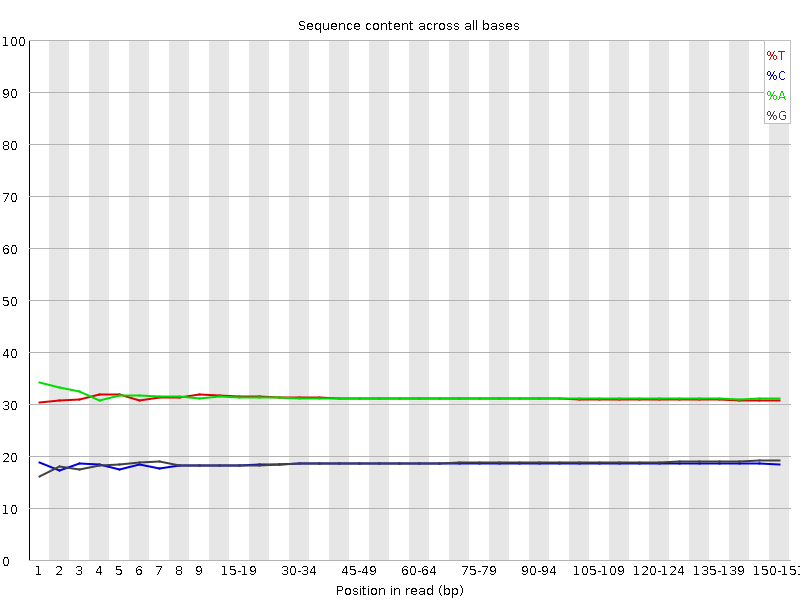 Sequence content across all bases
100
90
80
70
60
50
40
30
20
10
0
%T
%C
%A
%G
1 2 3 4 5 6 7 8 9 15-19 30-34 45-49 60-64 75-79 90-94 105-109 120-124 135-139 150-151
Position in read (bp)